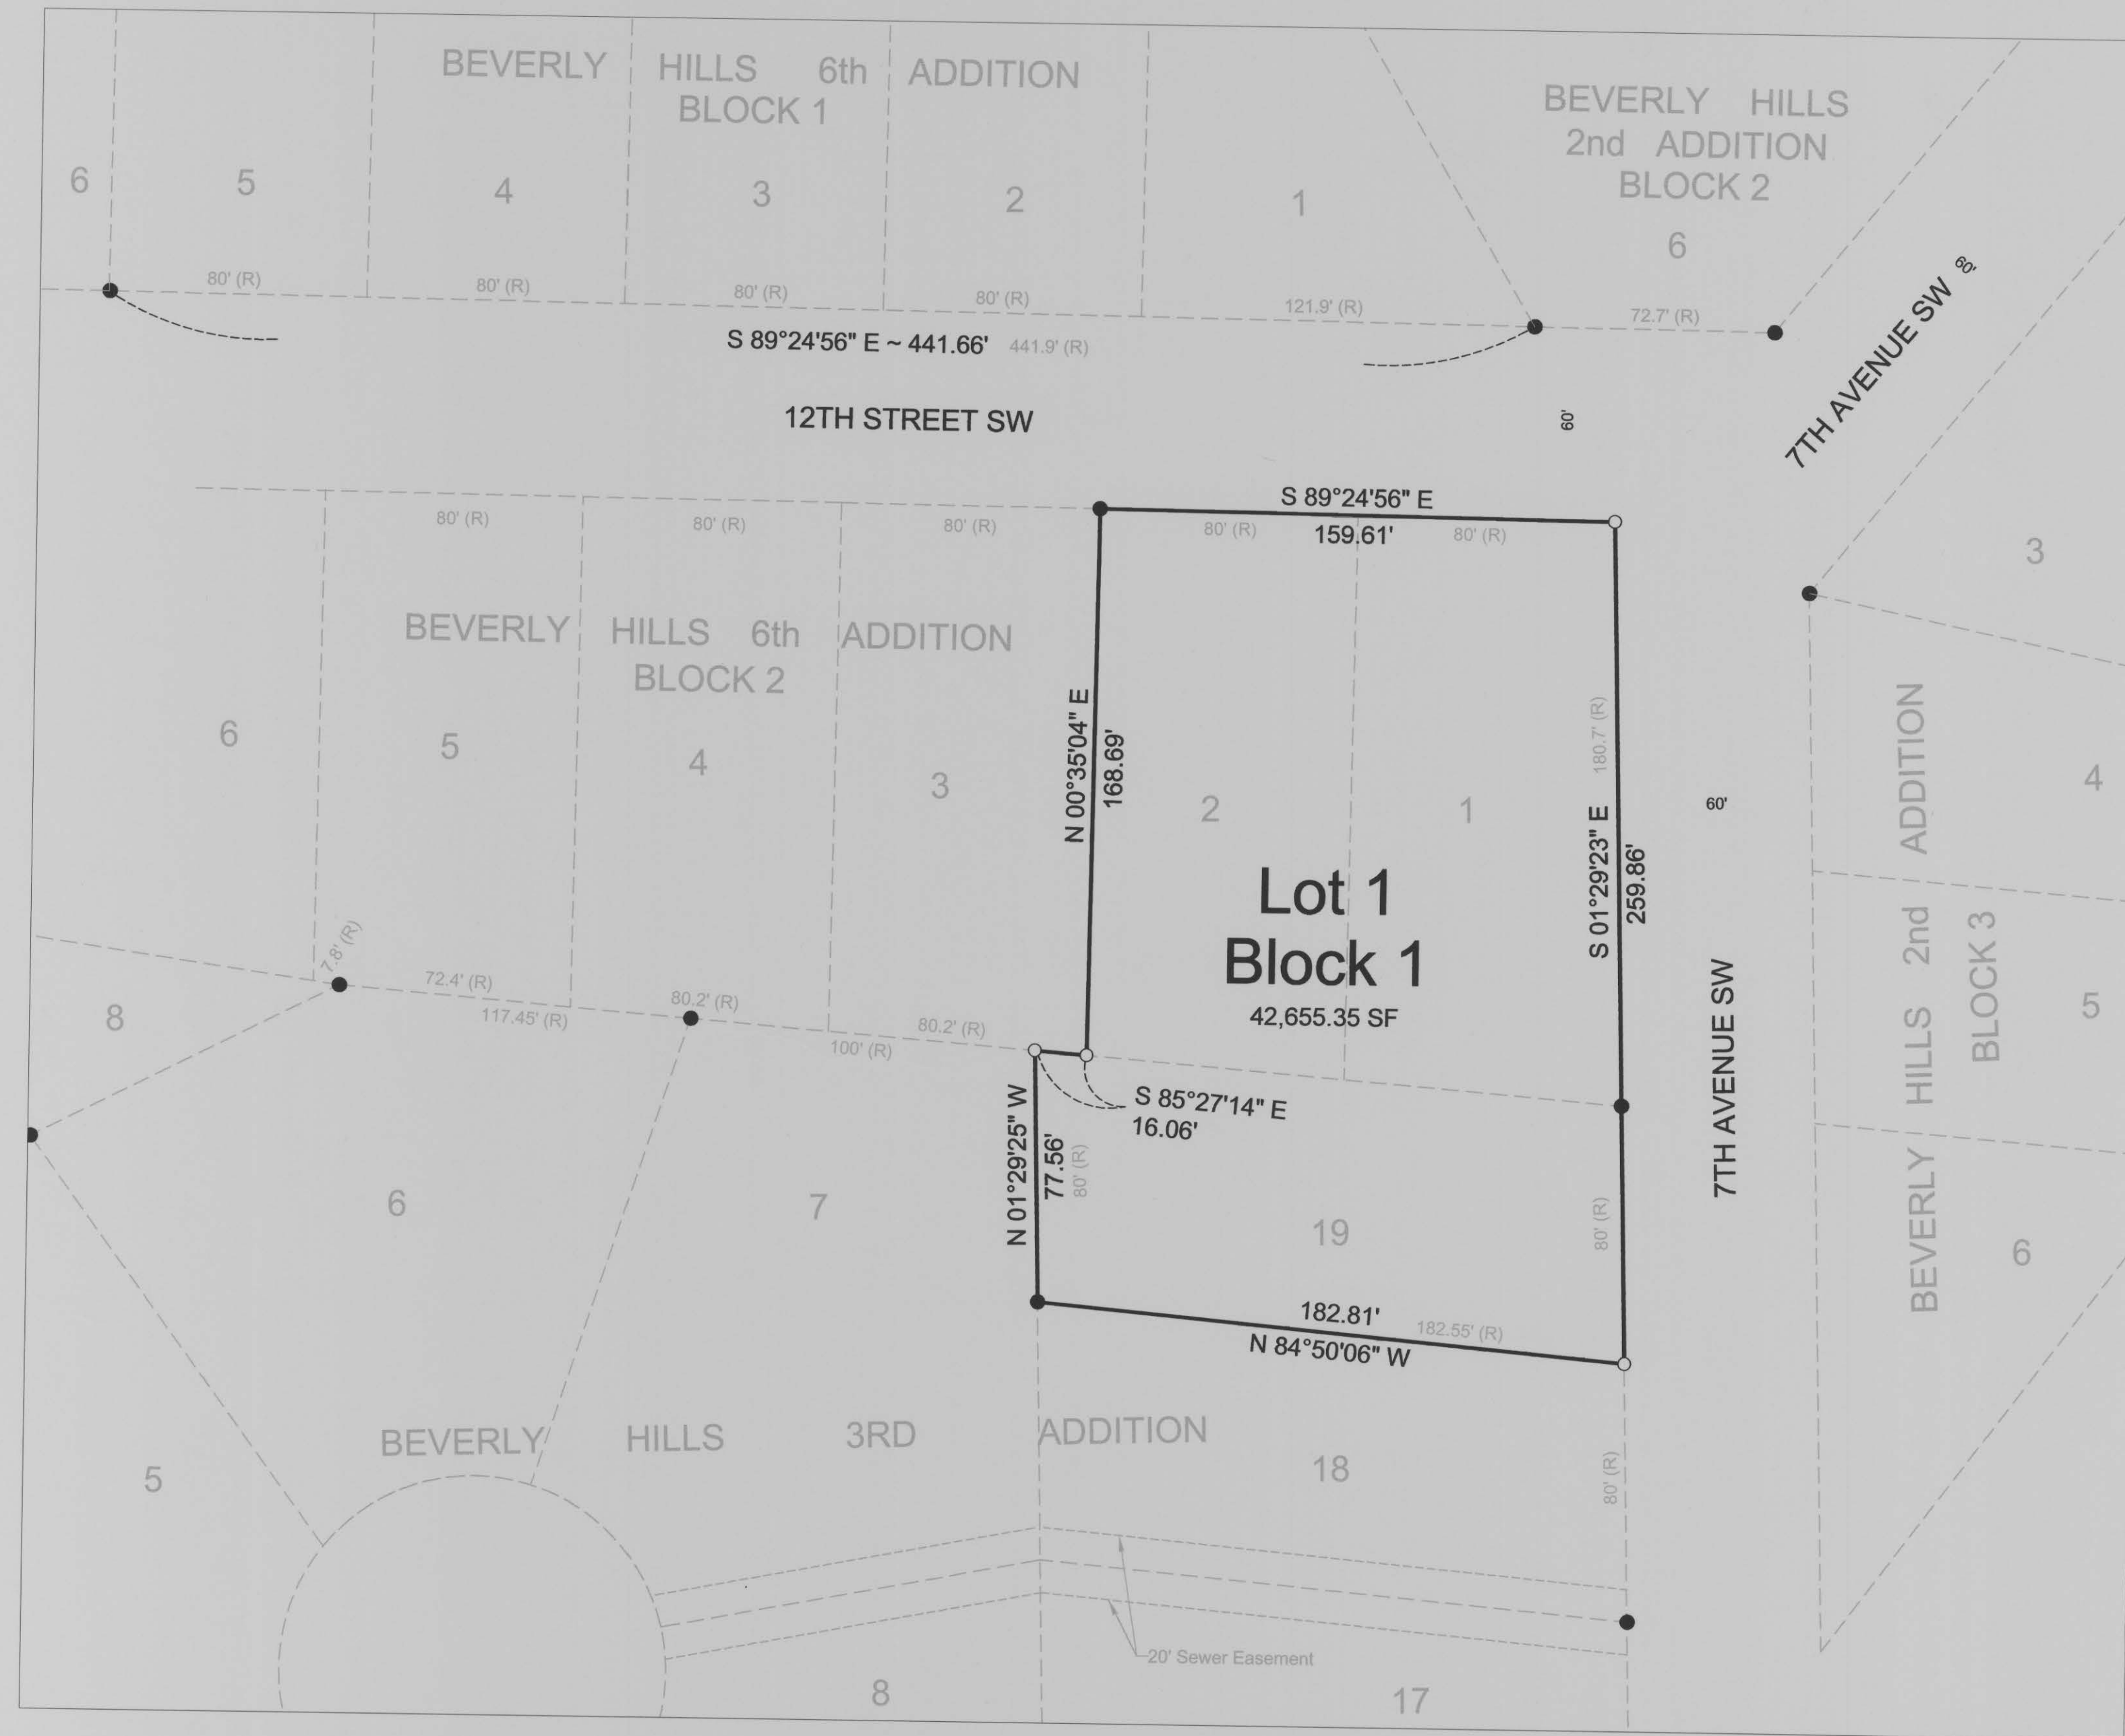 BEVERLY HILLS 6th ADDITION
BLOCK 1
BEVERLY HILLS
2nd ADDITION
BLOCK 2
6
6
5
4
3
2
1
80' (R)
80' (R)
80' (R)
80' (R)
121.9' (R)
72.7' (R)
S 89°24'56" E ~ 441.66' 441.9' (R)
7TH AVENUE SW 60'
12TH STREET SW
60'
S 89°24'56" E
159.61'
80' (R)
80' (R)
80' (R)
80' (R)
80' (R)
3
BEVERLY HILLS 6th ADDITION
BLOCK 2
6
5
4
3
2
1
N 00°35'04" E
168.69'
180.7' (R)
S 01°29'23" E
259.86'
60'
4
Lot 1
Block 1
42,655.35 SF
7TH AVENUE SW
BEVERLY HILLS 2nd ADDITION
BLOCK 3
5
6
8
7.8' (R)
72.4' (R)
117.45' (R)
80.2' (R)
100' (R)
80.2' (R)
S 85°27'14" E
16.06'
N 01°29'25" W
77.56'
80' (R)
6
7
19
80' (R)
182.81'
182.55' (R)
N 84°50'06" W
BEVERLY HILLS 3RD ADDITION
5
18
80' (R)
20' Sewer Easement
8
17